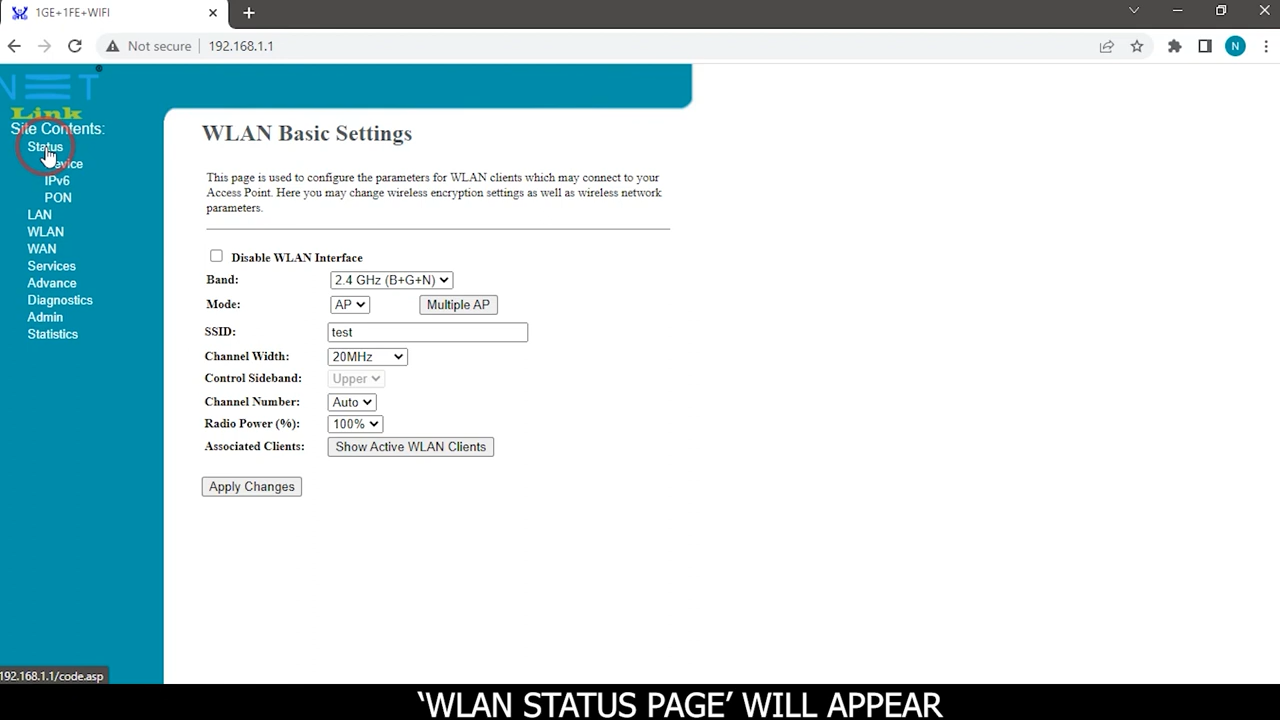 1GE+1FE+WIFI
Not secure
192.168.1.1
N
NET
Link
Site Contents:
Status
evice
IPv6
PON
LAN
WLAN
WAN
Services
Advance
Diagnostics
Admin
Statistics
WLAN Basic Settings
This page is used to configure the parameters for WLAN clients which may connect to your
Access Point. Here you may change wireless encryption settings as well as wireless network
parameters.
Disable WLAN Interface
Band: 2.4 GHz (B+G+N)
Mode: AP Multiple AP
SSID: test
Channel Width: 20MHz
Control Sideband: Upper
Channel Number: Auto
Radio Power (%): 100%
Associated Clients: Show Active WLAN Clients
Apply Changes
192.168.1.1/code.asp
‘WLAN STATUS PAGE’ WILL APPEAR